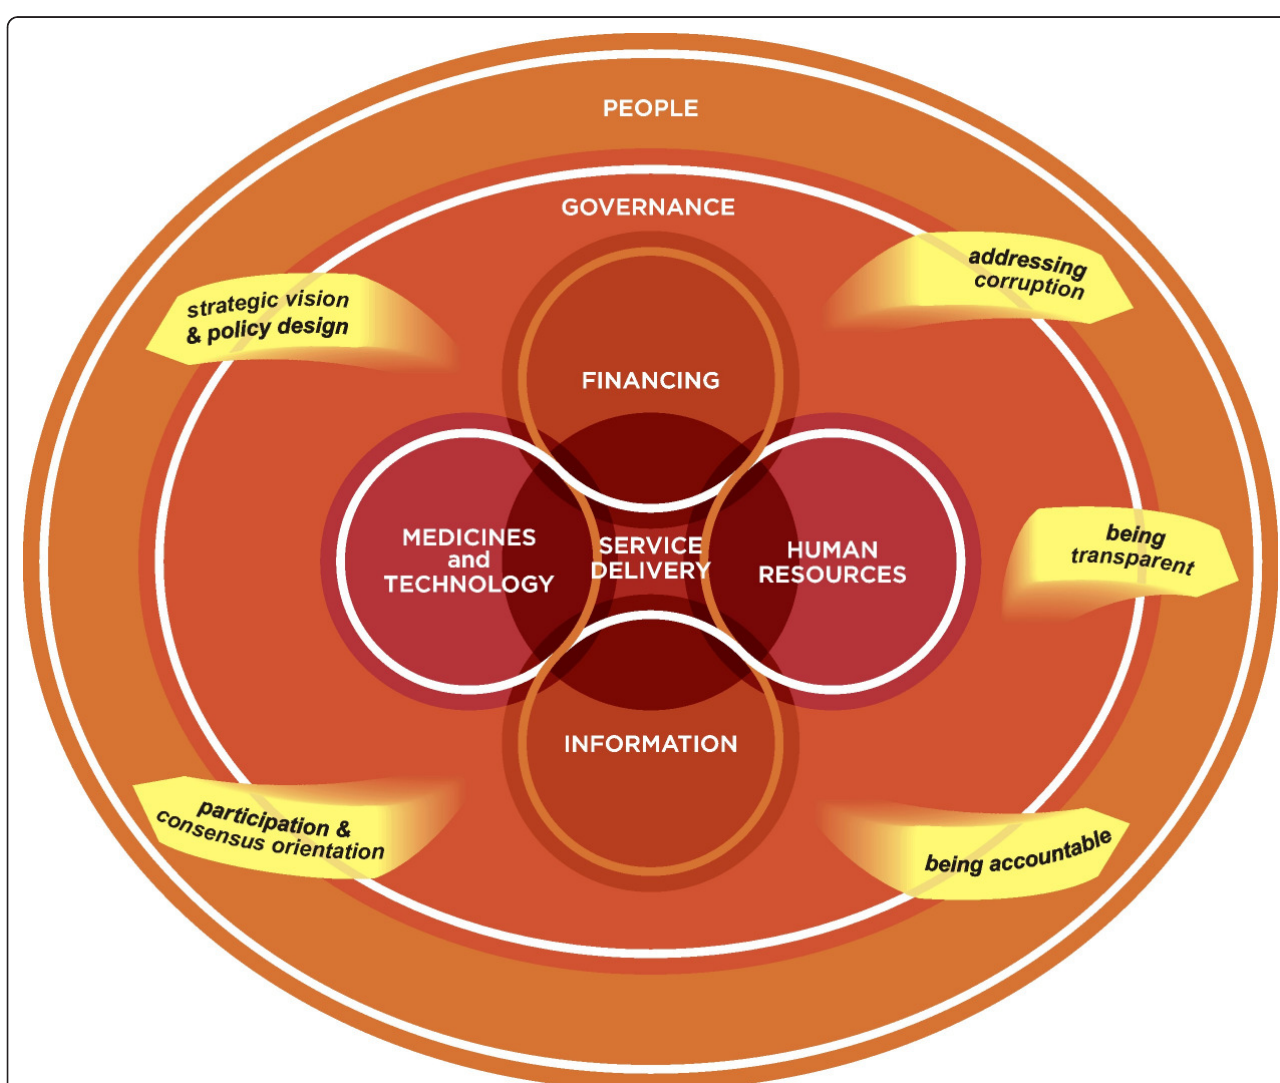 PEOPLE
GOVERNANCE
strategic vision
& policy design
addressing
corruption
FINANCING
MEDICINES
and
TECHNOLOGY
SERVICE
DELIVERY
HUMAN
RESOURCES
being
transparent
INFORMATION
participation &
consensus orientation
being accountable